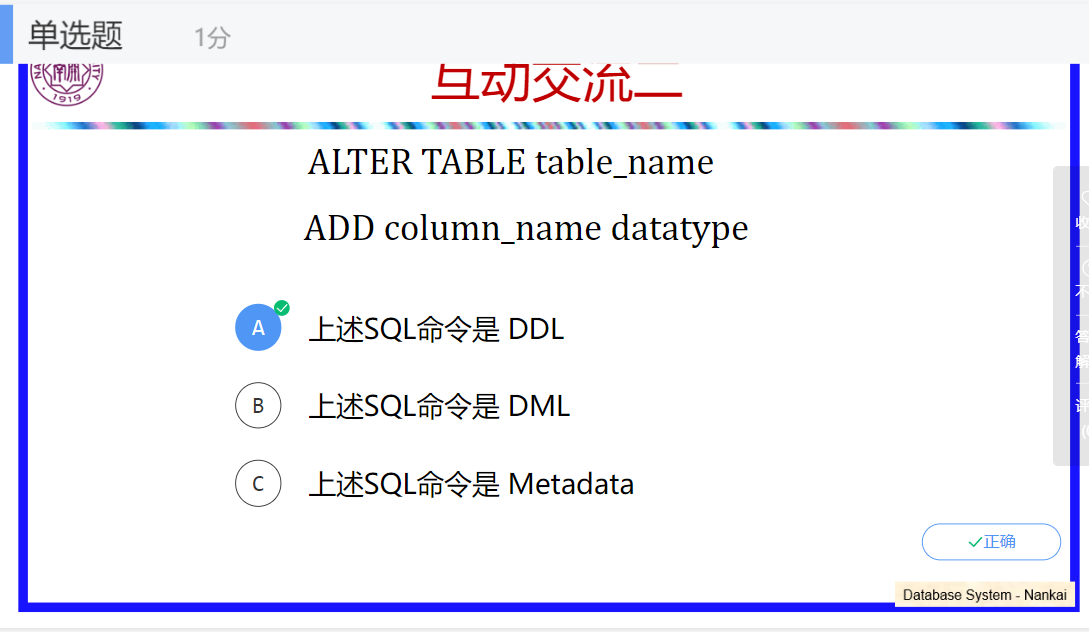 单选题 1分
互动交流二
1919
ALTER TABLE table_name
ADD column_name datatype
A 上述SQL命令是 DDL
B 上述SQL命令是 DML
C 上述SQL命令是 Metadata
正确
Database System - Nankai